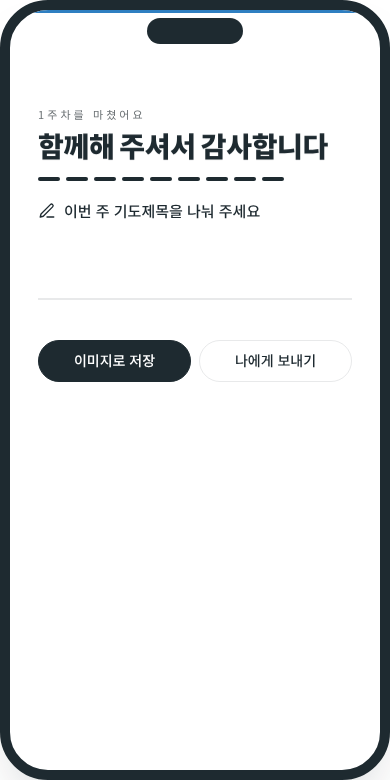 1주차를 마쳤어요
함께해 주셔서 감사합니다
이번 주 기도제목을 나눠 주세요
이미지로 저장
나에게 보내기